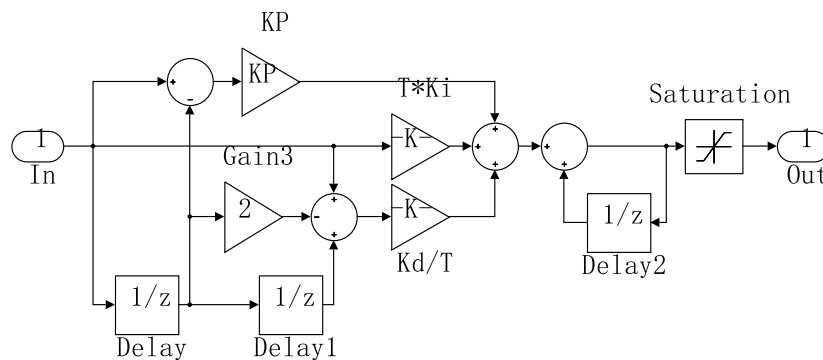 KP
KP
T*Ki
Saturation
1
In
-K-
1
Out
Gain3
2
-K-
1/z
Delay2
Kd/T
1/z
Delay
1/z
Delay1